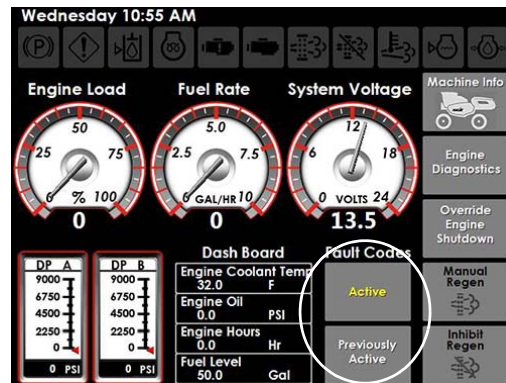 Wednesday 10:55 AM
(P)
Engine Load
Fuel Rate
System Voltage
Machine Info
50
25
75
0
%
100
0
5.0
2.5
7.5
0
GAL/HR
10
0
12
6
18
0
VOLTS
24
13.5
Engine
Diagnostics
Override
Engine
Shutdown
Dash Board
Fault Codes
DP A
9000
6750
4500
2250
0
0 PSI
DP B
9000
6750
4500
2250
0
0 PSI
Engine Coolant Temp
32.0 F
Engine Oil
0.0 PSI
Engine Hours
0.0 Hr
Fuel Level
50.0 Gal
Active
Previously
Active
Manual
Regen
Inhibit
Regen